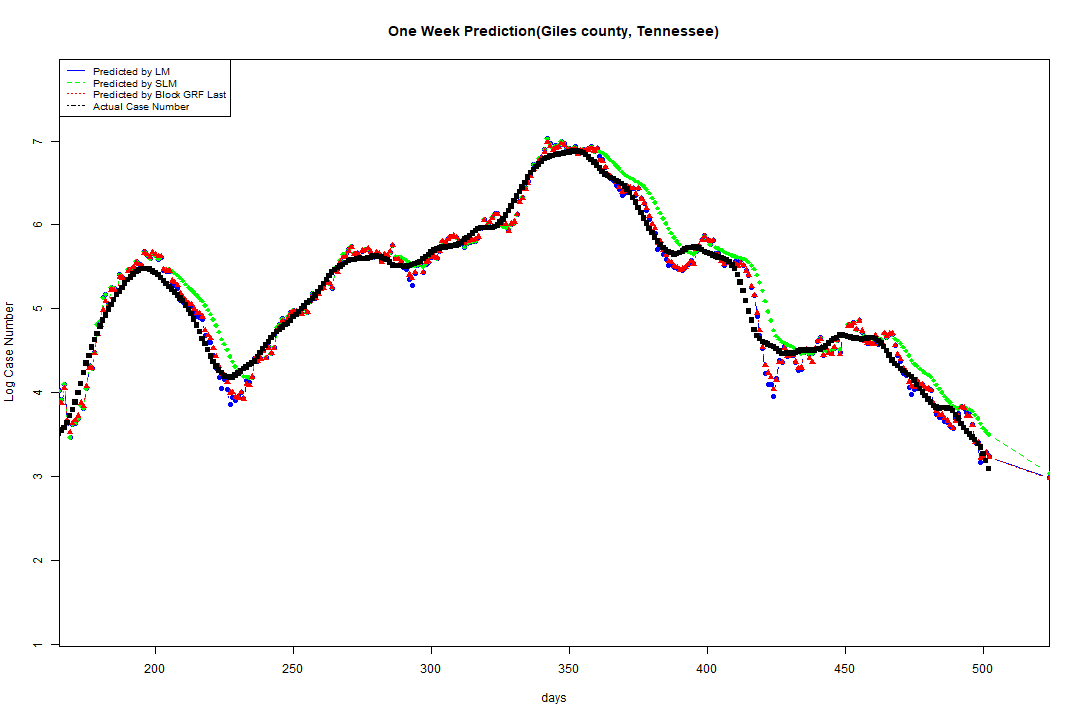 One Week Prediction(Giles county, Tennessee)
Predicted by LM
Predicted by SLM
Predicted by Block GRF Last
Actual Case Number
7
6
5
4
3
2
1
Log Case Number
200 250 300 350 400 450 500
days